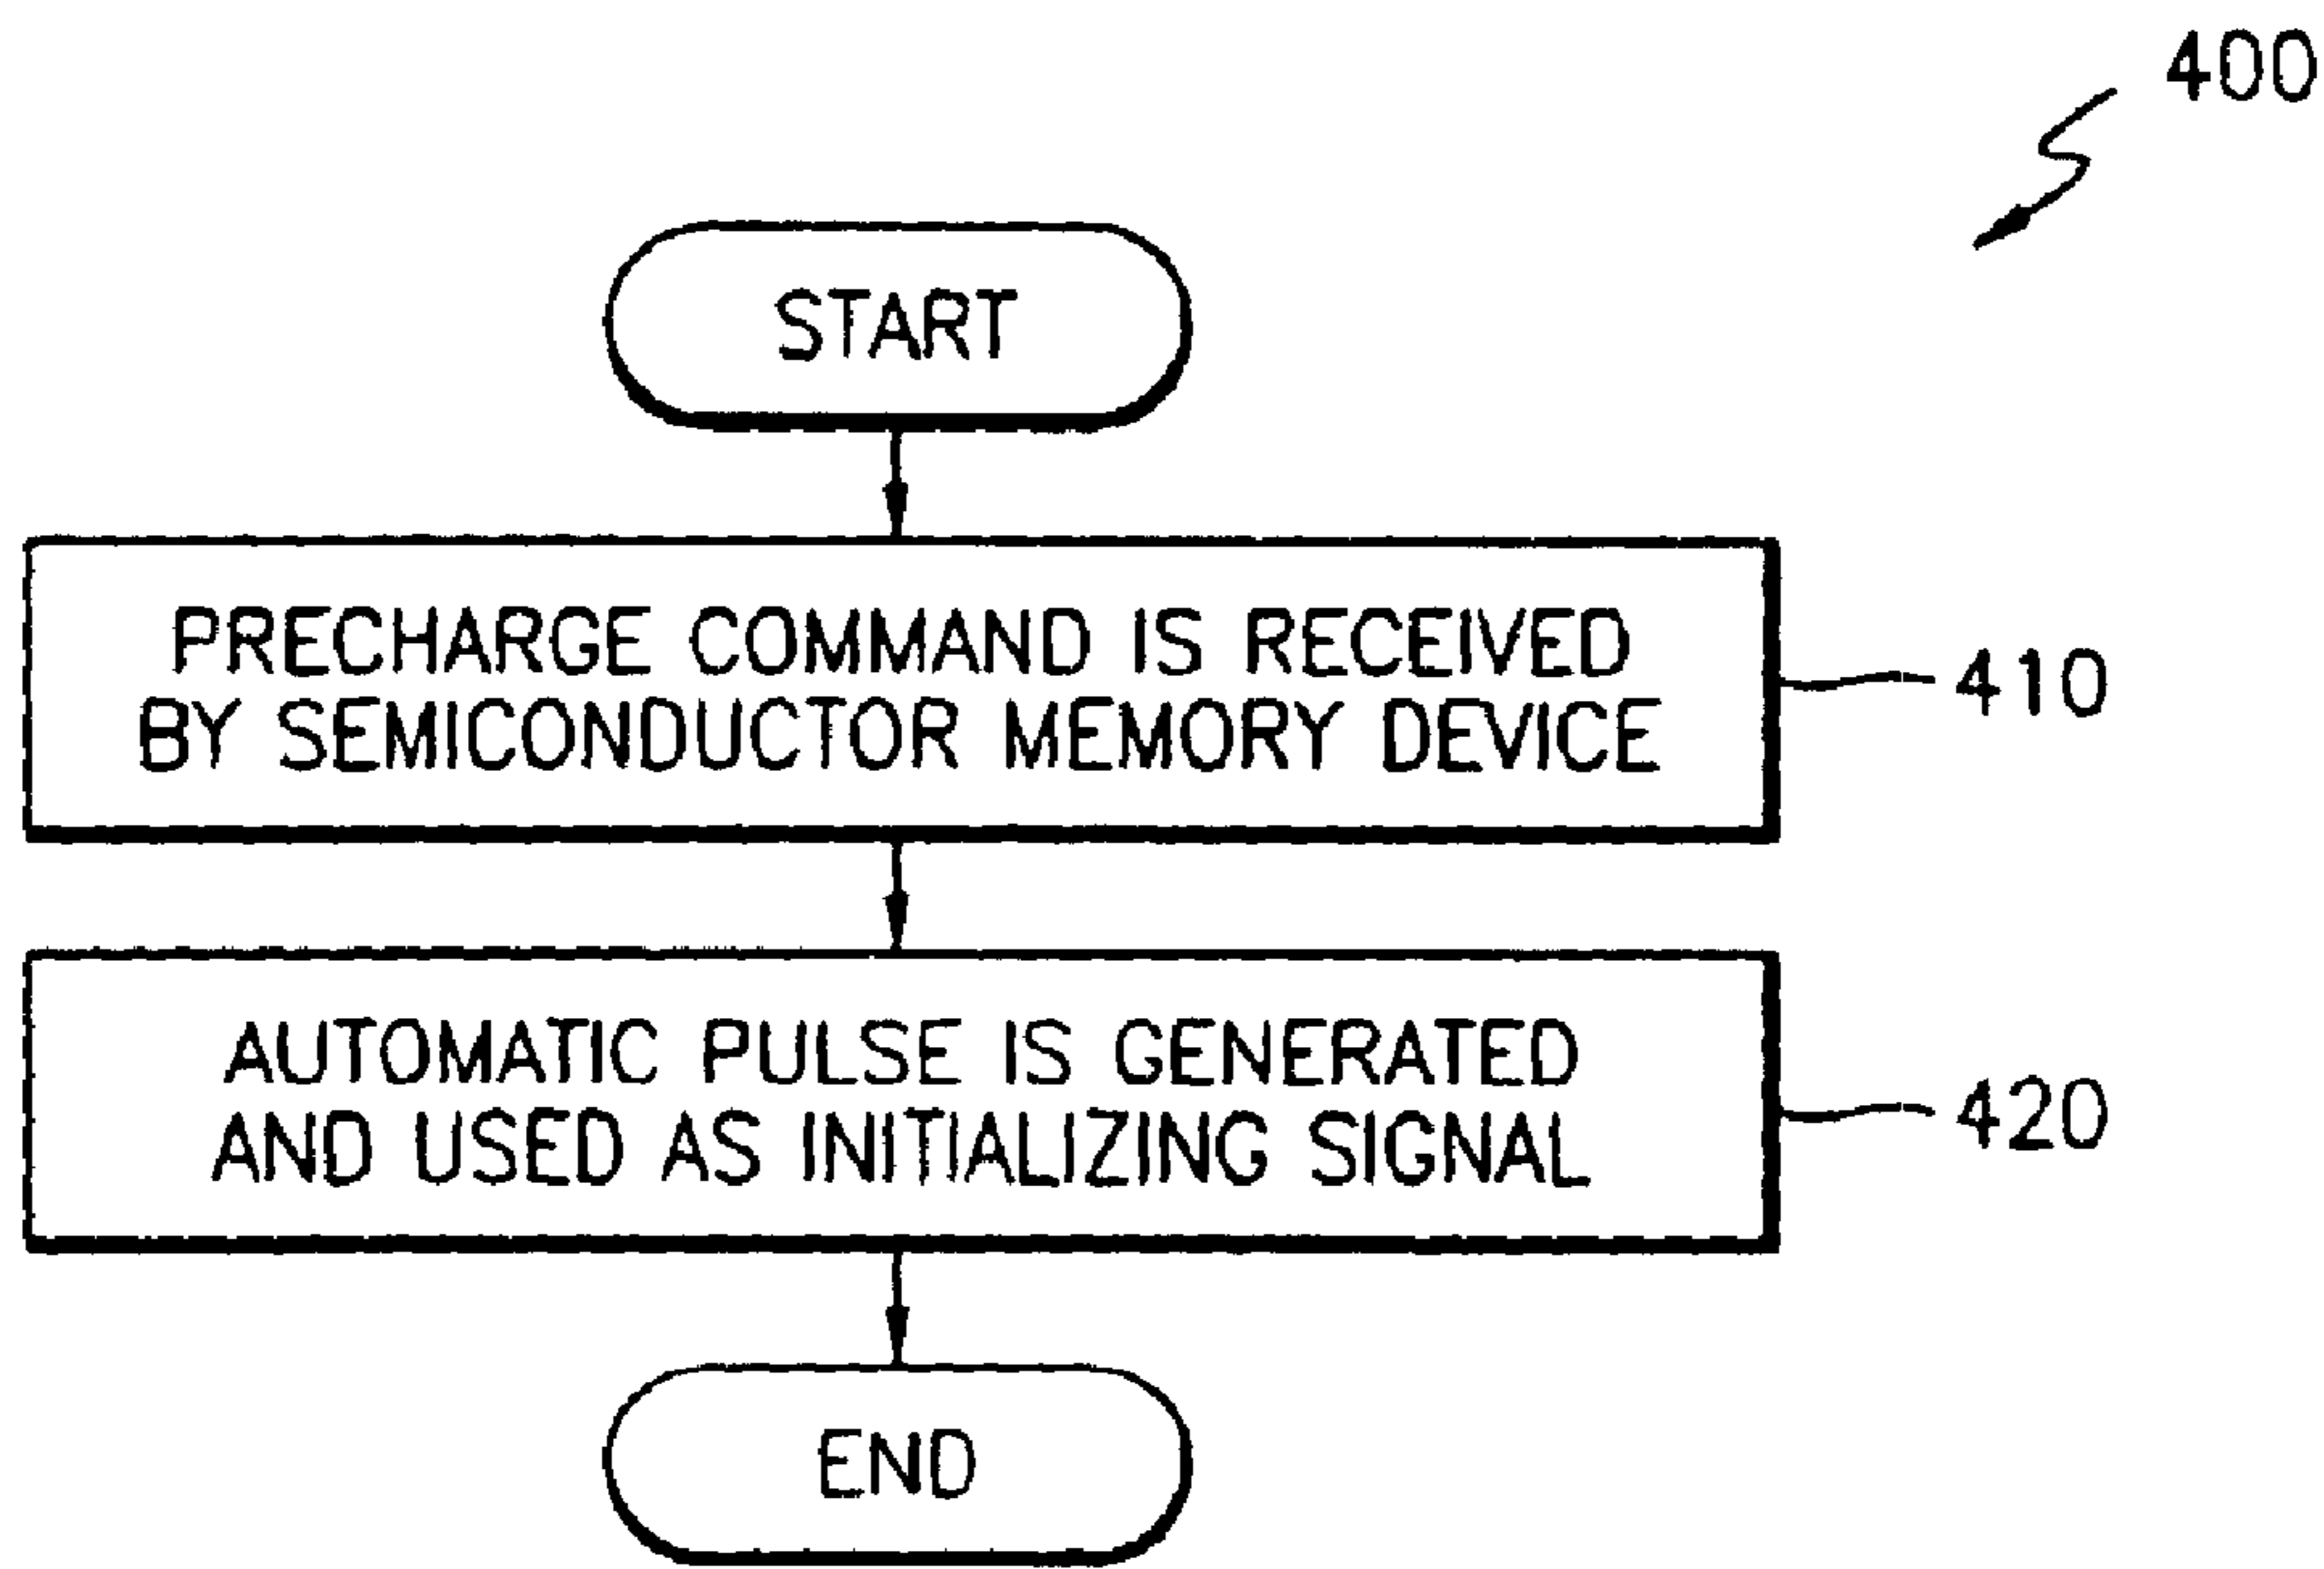 400
START
PRECHARGE COMMAND IS RECEIVED
BY SEMICONDUCTOR MEMORY DEVICE
410
AUTOMATIC PULSE IS GENERATED
AND USED AS INITIALIZING SIGNAL
420
END